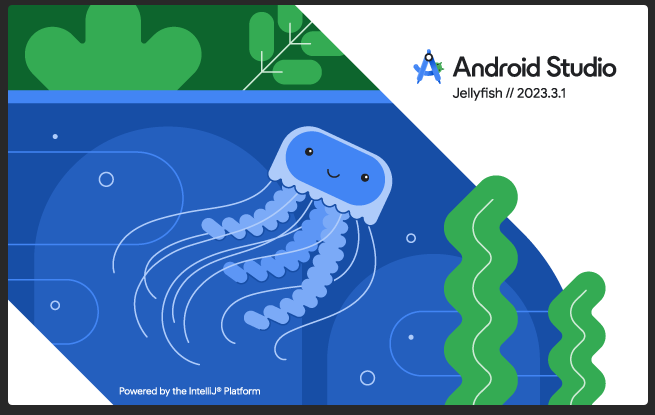 Android Studio
Jellyfish // 2023.3.1
Powered by the IntelliJ® Platform